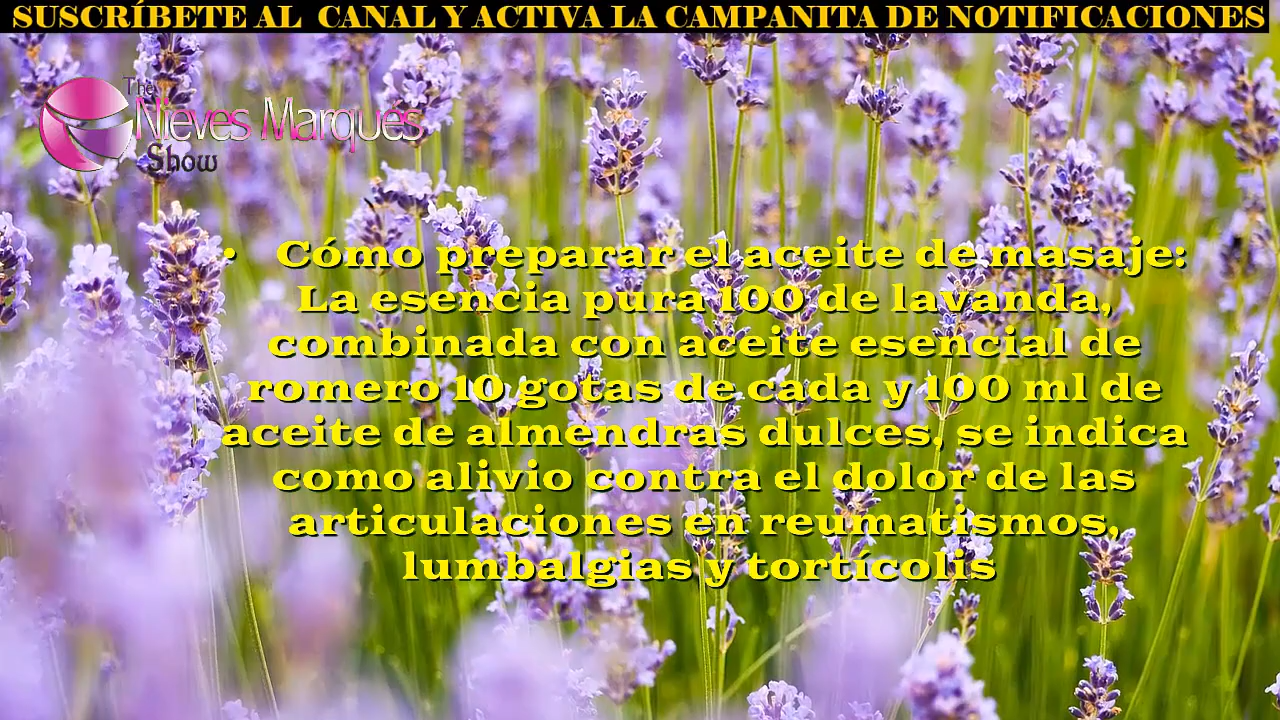 SUSCRÍBETE AL CANAL Y ACTIVA LA CAMPANITA DE NOTIFICACIONES
The
Nieves Marqués
Show
• Cómo preparar el aceite de masaje:
La esencia pura 100 de lavanda,
combinada con aceite esencial de
romero 10 gotas de cada y 100 ml de
aceite de almendras dulces, se indica
como alivio contra el dolor de las
articulaciones en reumatismos,
lumbalgias y tortícolis